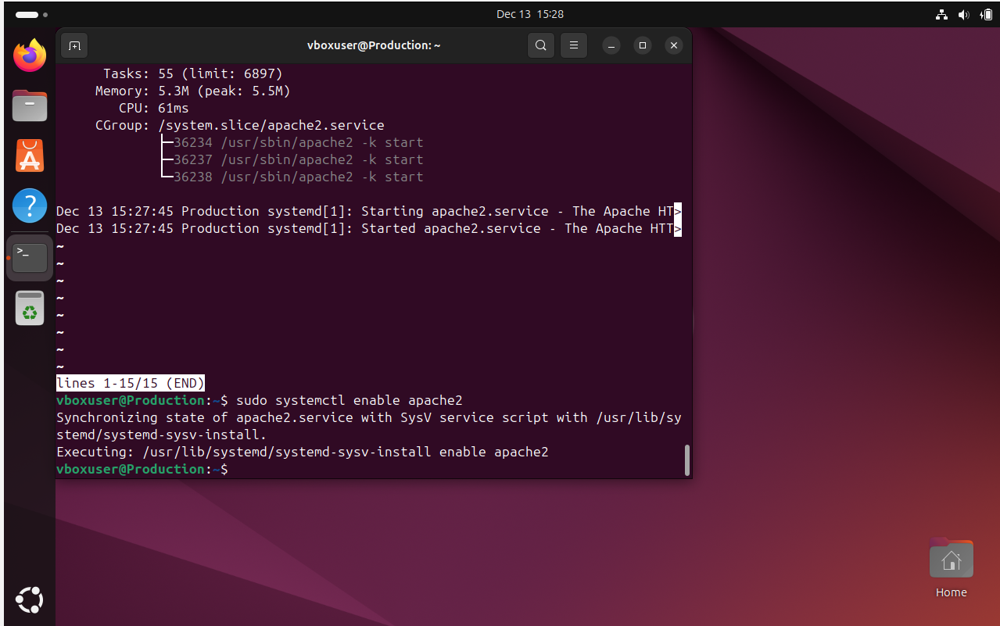 Dec 13 15:28
vboxuser@Production: ~
Tasks: 55 (limit: 6897)
Memory: 5.3M (peak: 5.5M)
CPU: 61ms
CGroup: /system.slice/apache2.service
├─36234 /usr/sbin/apache2 -k start
├─36237 /usr/sbin/apache2 -k start
└─36238 /usr/sbin/apache2 -k start
Dec 13 15:27:45 Production systemd[1]: Starting apache2.service - The Apache HT>
Dec 13 15:27:45 Production systemd[1]: Started apache2.service - The Apache HTT>
~
~
~
~
~
~
~
~
lines 1-15/15 (END)
vboxuser@Production:~$ sudo systemctl enable apache2
Synchronizing state of apache2.service with SysV service script with /usr/lib/sy
stemd/systemd-sysv-install.
Executing: /usr/lib/systemd/systemd-sysv-install enable apache2
vboxuser@Production:~$
Home